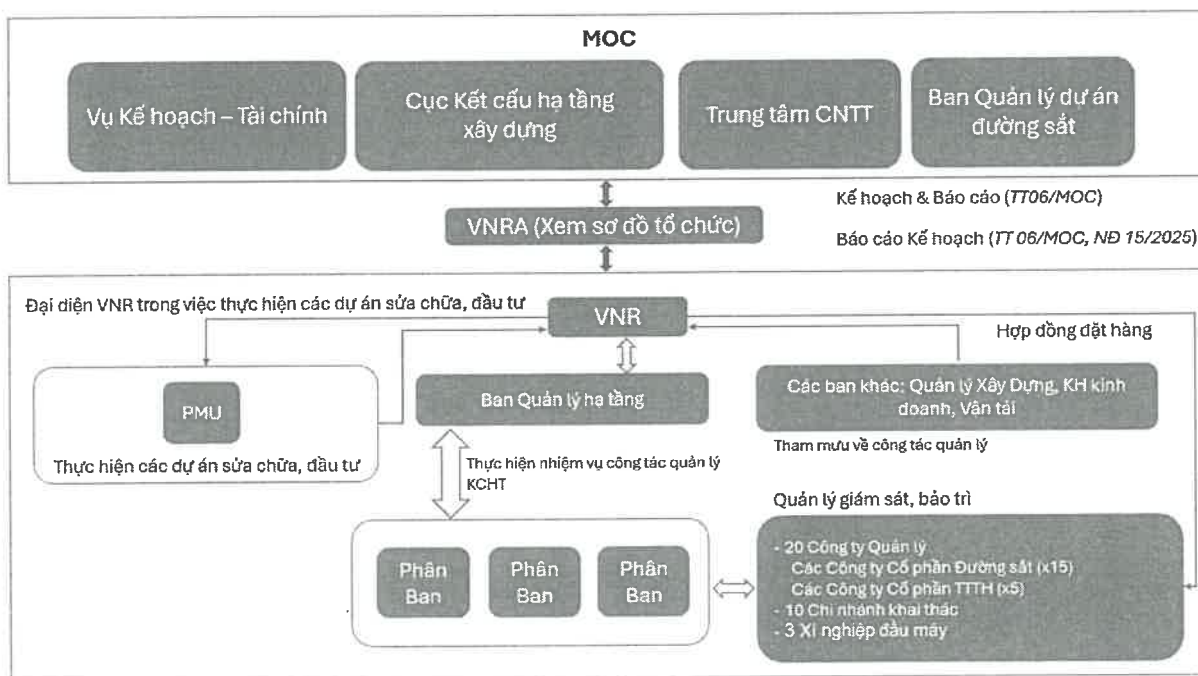 MOC
Vụ Kế hoạch – Tài chính
Cục Kết cấu hạ tầng
xây dựng
Trung tâm CNTT
Ban Quản lý dự án
đường sắt
Kế hoạch & Báo cáo (TT06/MOC)
VNRA (Xem sơ đồ tổ chức)
Báo cáo Kế hoạch (TT 06/MOC, NĐ 15/2025)
Đại diện VNR trong việc thực hiện các dự án sửa chữa, đầu tư
VNR
Hợp đồng đặt hàng
PMU
Thực hiện các dự án sửa chữa, đầu tư
Ban Quản lý hạ tầng
Các ban khác: Quản lý Xây Dựng, KH kinh
doanh, Vân tải
Tham mưu về công tác quản lý
Thực hiện nhiệm vụ công tác quản lý
KCHT
Quản lý giám sát, bảo trì
Phân
Ban
Phân
Ban
Phân
Ban
- 20 Công ty Quản lý
Các Công ty Cổ phần Đường sắt (x15)
Các Công ty Cổ phần TTTH (x5)
- 10 Chi nhánh khai thác
- 3 Xí nghiệp đầu máy